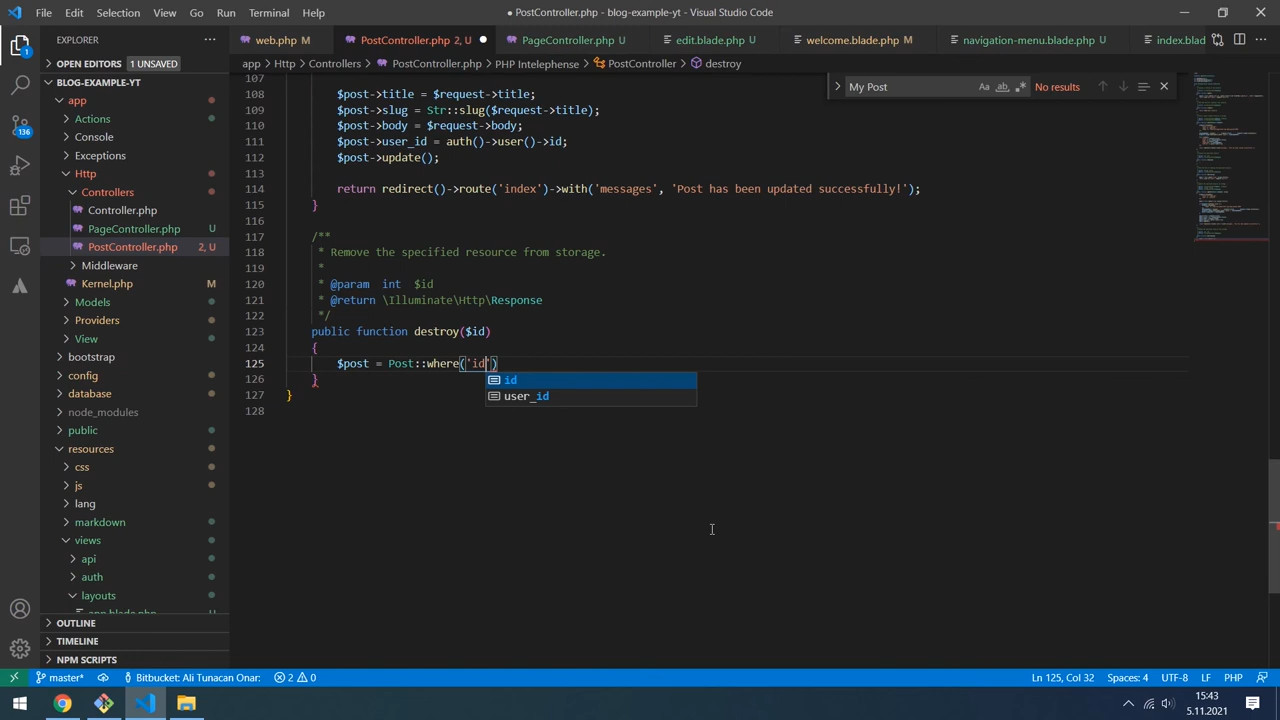 File Edit Selection View Go Run Terminal Help
● PostController.php - blog-example-yt - Visual Studio Code
EXPLORER
web.php M
PostController.php 2, U
PageController.php U
edit.blade.php U
welcome.blade.php M
navigation-menu.blade.php U
index.blad
OPEN EDITORS 1 UNSAVED
app > Http > Controllers > PostController.php > PHP Intelephense > PostController > destroy
BLOG-EXAMPLE-YT
app
Actions
Console
Exceptions
Http
Controllers
Controller.php
PageController.php U
PostController.php 2, U
Middleware
Kernel.php M
Models
Providers
View
bootstrap
config
database
node_modules
public
resources
css
js
lang
markdown
views
api
auth
layouts
app.blade.php U
OUTLINE
TIMELINE
NPM SCRIPTS
My Post
Aa
No results
107
108 $post->title = $request->title;
109 $post->slug = Str::slug($request->title);
110 $post->body = $request->body;
111 $post->user_id = auth()->user()->id;
112 $post->update();
113
114 return redirect()->route('index')->with('messages', 'Post has been updated successfully!');
115 }
116
117 /**
118 * Remove the specified resource from storage.
119 *
120 * @param int $id
121 * @return \Illuminate\Http\Response
122 */
123 public function destroy($id)
124 {
125 $post = Post::where('id')
126 }
127 }
128
id
user_id
136
1
master*
Bitbucket: Ali Tunacan Onar:
2 0
Ln 125, Col 32
Spaces: 4
UTF-8
LF
PHP
15:43
5.11.2021